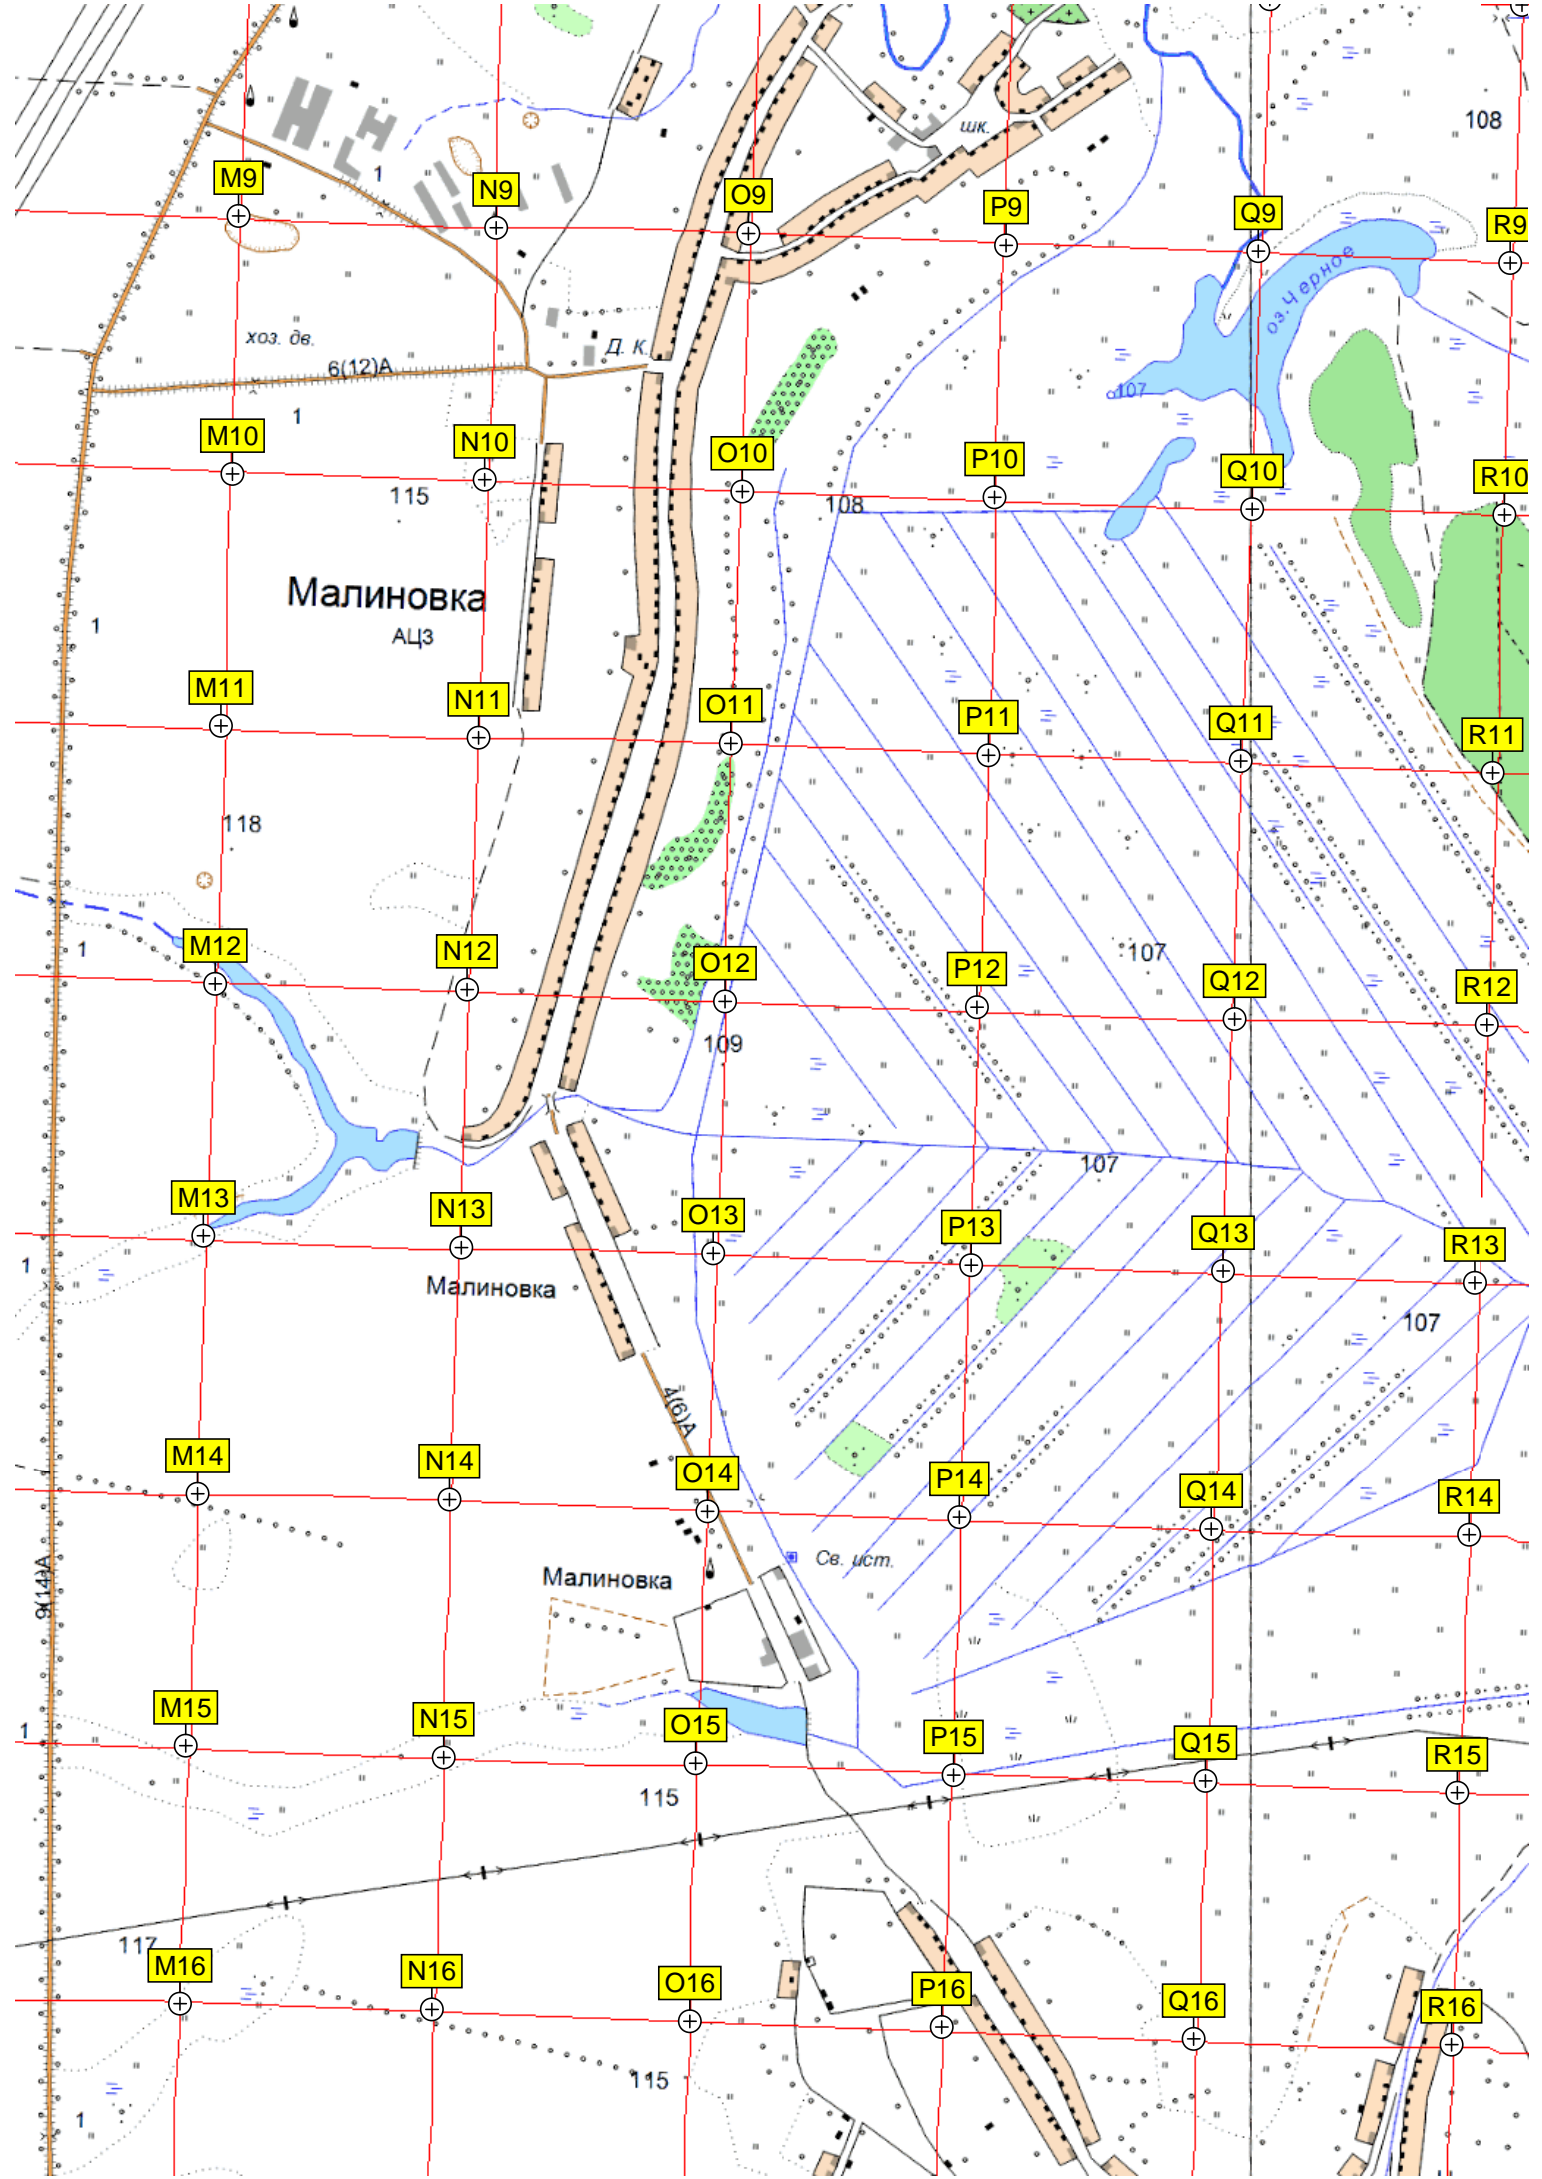 108
шк.
1
M9
N9
O9
P9
Q9
R9
оз. Черное
хоз. дв.
Д. К.
6(12)А
107
1
M10
N10
O10
P10
Q10
R10
115
108
Малиновка
АЦЗ
1
M11
N11
O11
P11
Q11
R11
118
1
M12
N12
O12
P12
Q12
R12
107
109
107
M13
N13
O13
P13
Q13
R13
1
Малиновка
107
4(6)А
M14
N14
O14
P14
Q14
R14
Св. ист.
Малиновка
9(14)А
1
M15
N15
O15
P15
Q15
R15
115
117
M16
N16
O16
P16
Q16
R16
115
1